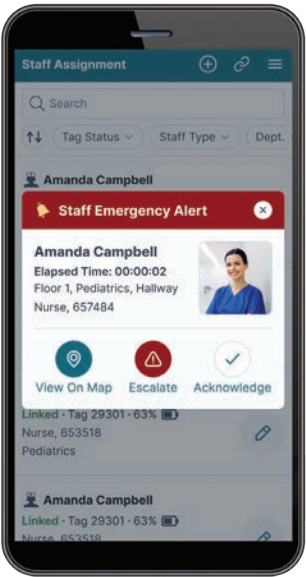 Staff Assignment
Search
Tag Status
Staff Type
Dept.
Amanda Campbell
Staff Emergency Alert
Amanda Campbell
Elapsed Time: 00:00:02
Floor 1, Pediatrics, Hallway
Nurse, 657484
View On Map
Escalate
Acknowledge
Linked · Tag 29301 · 63%
Nurse, 653518
Pediatrics
Amanda Campbell
Linked · Tag 29301 · 63%
Nurse, 653518